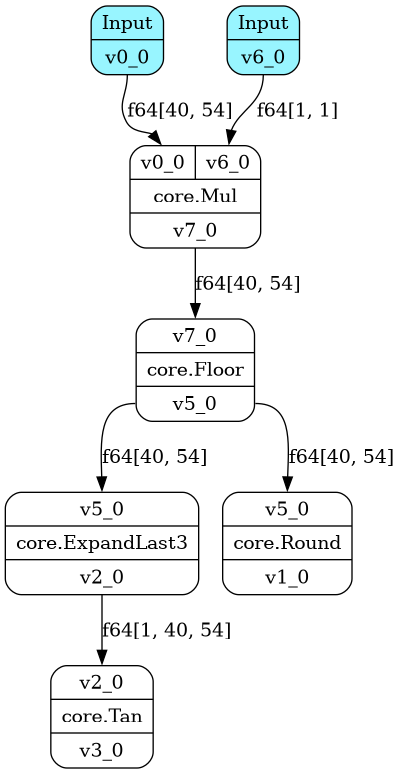 Input
v0_0
Input
v6_0
f64[40, 54]
f64[1, 1]
v0_0
v6_0
core.Mul
v7_0
f64[40, 54]
v7_0
core.Floor
v5_0
f64[40, 54]
f64[40, 54]
v5_0
core.ExpandLast3
v2_0
v5_0
core.Round
v1_0
f64[1, 40, 54]
v2_0
core.Tan
v3_0